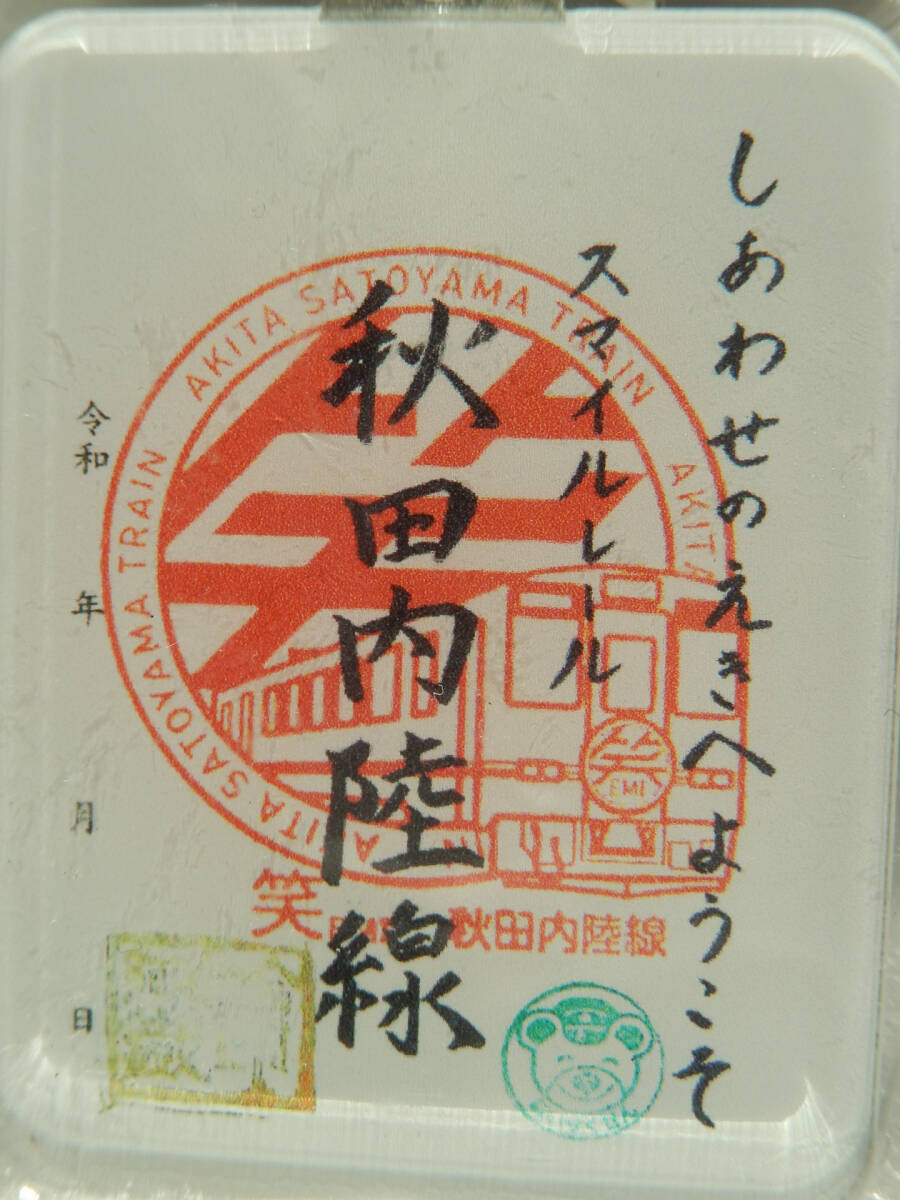 しあわせのえきへようこそ
スマイルレール
秋田内陸線
令和 年 月 日
AKITA SATOYAMA TRAIN
AKITA SATOYAMA TRAIN
AKITA
笑
EMI
笑
秋田内陸線